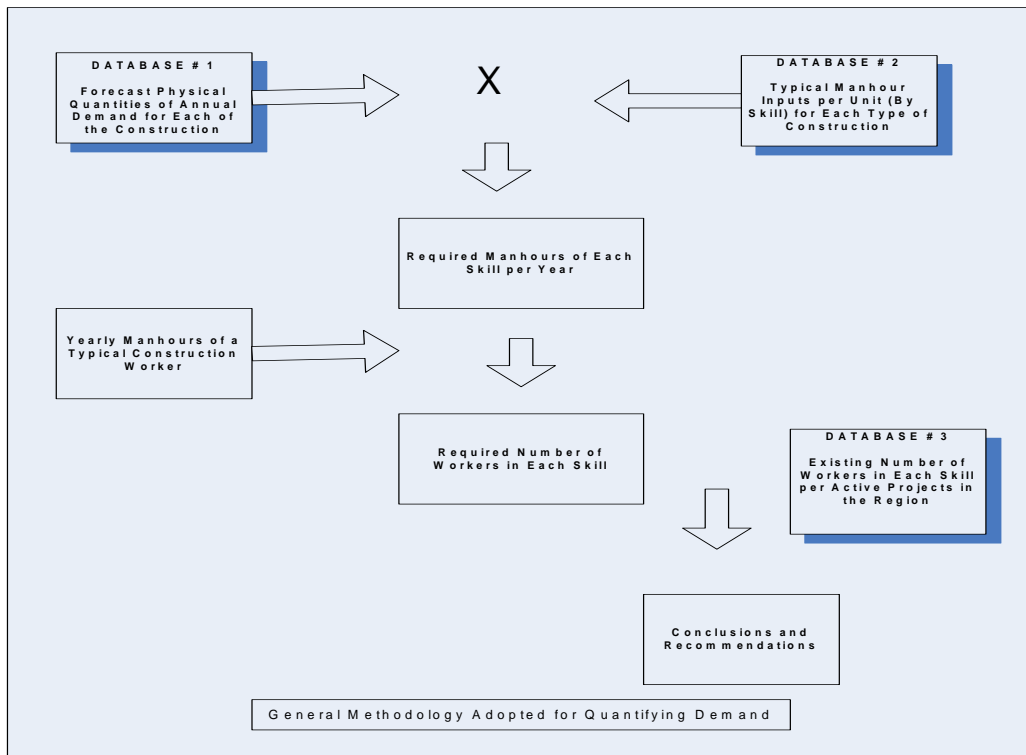 DATABASE # 1
Forecast Physical
Quantities of Annual
Demand for Each of
the Construction
X
DATABASE # 2
Typical Manhour
Inputs per Unit (By
Skill) for Each Type of
Construction
Required Manhours of Each
Skill per Year
Yearly Manhours of a
Typical Construction
Worker
Required Number of
Workers in Each Skill
DATABASE # 3
Existing Number of
Workers in Each Skill
per Active Projects in
the Region
Conclusions and
Recommendations
General Methodology Adopted for Quantifying Demand